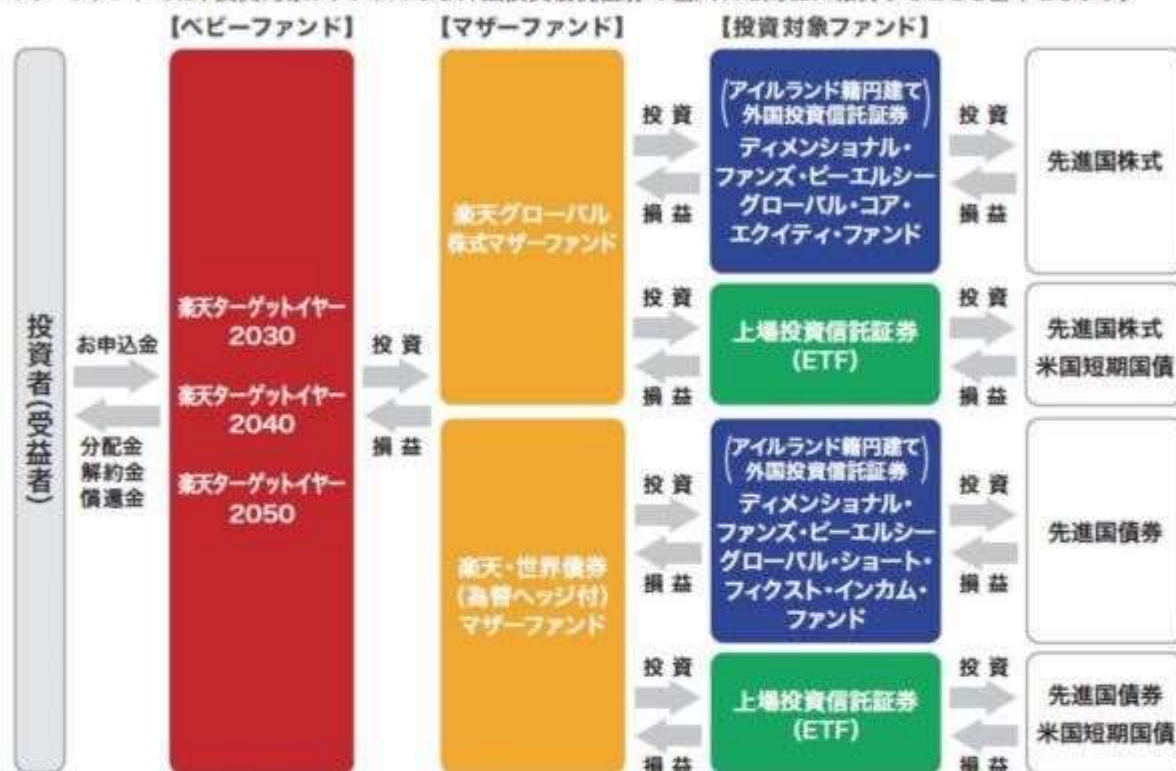 【ベビーファンド】
【マザーファンド】
【投資対象ファンド】
投資者(受益者)
お申込金
分配金
解約金
償還金
楽天ターゲットイヤー
2030
楽天ターゲットイヤー
2040
楽天ターゲットイヤー
2050
投資
損益
楽天グローバル
株式マザーファンド
投資
損益
(アイルランド籍円建て)
外国投資信託証券
ディメンショナル・
ファンズ・ピーエルシー
グローバル・コア・
エクイティ・ファンド
投資
損益
先進国株式
投資
損益
上場投資信託証券
(ETF)
投資
損益
先進国株式
米国短期国債
楽天・世界債券
(為替ヘッジ付)
マザーファンド
投資
損益
(アイルランド籍円建て)
外国投資信託証券
ディメンショナル・
ファンズ・ピーエルシー
グローバル・ショート・
フィクスト・インカム・
ファンド
投資
損益
先進国債券
投資
損益
上場投資信託証券
(ETF)
投資
損益
先進国債券
米国短期国債